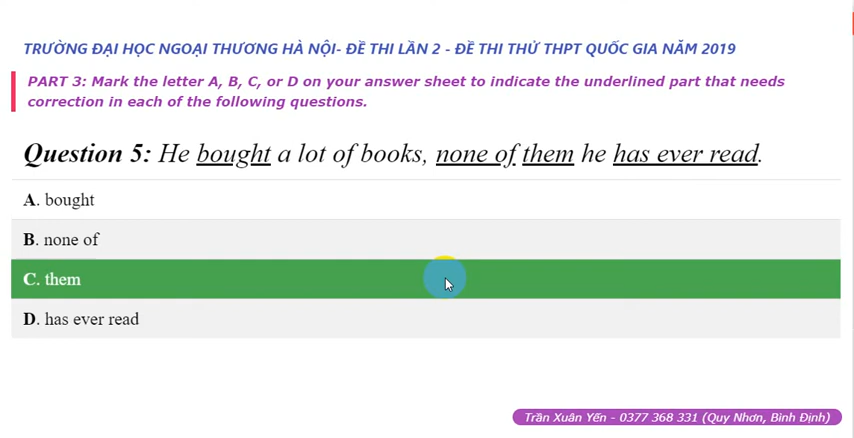 TRƯỜNG ĐẠI HỌC NGOẠI THƯƠNG HÀ NỘI- ĐỀ THI LẦN 2 - ĐỀ THI THỬ THPT QUỐC GIA NĂM 2019
PART 3: Mark the letter A, B, C, or D on your answer sheet to indicate the underlined part that needs
correction in each of the following questions.
Question 5: He bought a lot of books, none of them he has ever read.
A. bought
B. none of
C. them
D. has ever read
Trần Xuân Yến - 0377 368 331 (Quy Nhơn, Bình Định)